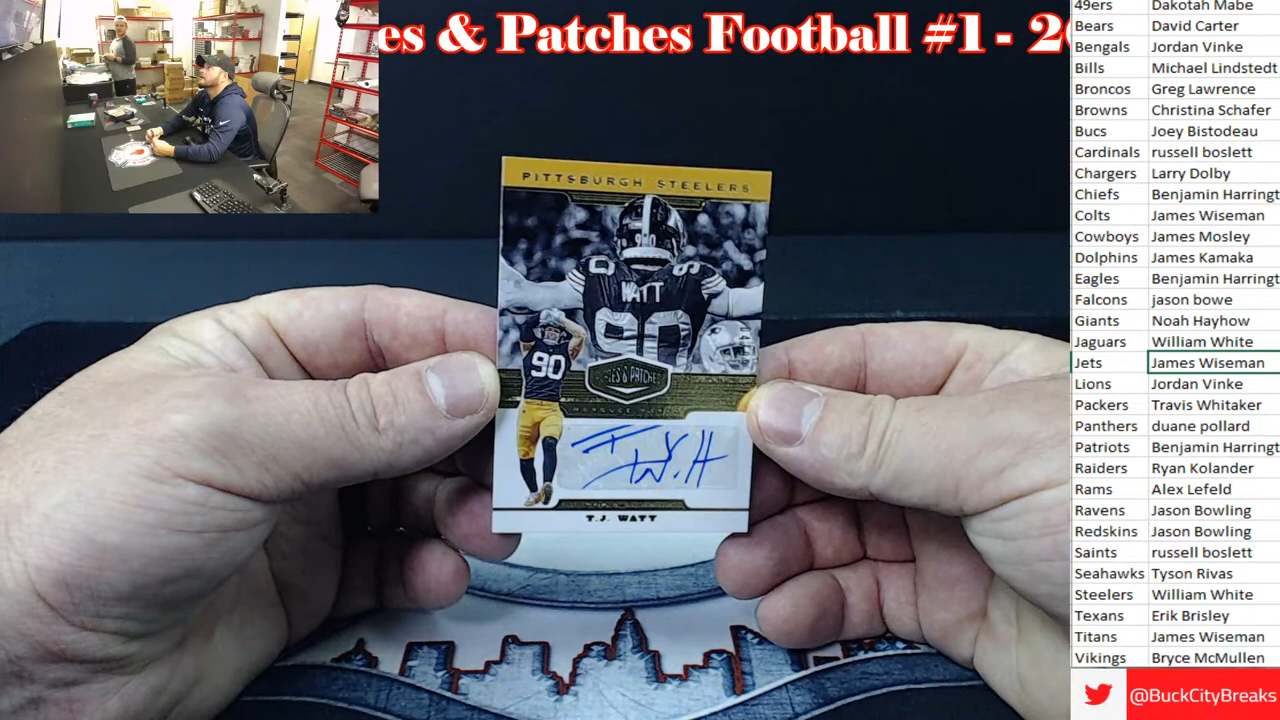 es & Patches Football #1 - 20
PITTSBURGH STEELERS
90
90
WATT
90
90
ES & PATCHES
T.J. WATT
49ers Dakotah Mabe
Bears David Carter
Bengals Jordan Vinke
Bills Michael Lindstedt
Broncos Greg Lawrence
Browns Christina Schafer
Bucs Joey Bistodeau
Cardinals russell boslett
Chargers Larry Dolby
Chiefs Benjamin Harringt
Colts James Wiseman
Cowboys James Mosley
Dolphins James Kamaka
Eagles Benjamin Harringt
Falcons jason bowe
Giants Noah Hayhow
Jaguars William White
Jets James Wiseman
Lions Jordan Vinke
Packers Travis Whitaker
Panthers duane pollard
Patriots Benjamin Harringt
Raiders Ryan Kolander
Rams Alex Lefeld
Ravens Jason Bowling
Redskins Jason Bowling
Saints russell boslett
Seahawks Tyson Rivas
Steelers William White
Texans Erik Brisley
Titans James Wiseman
Vikings Bryce McMullen
@BuckCityBreaks